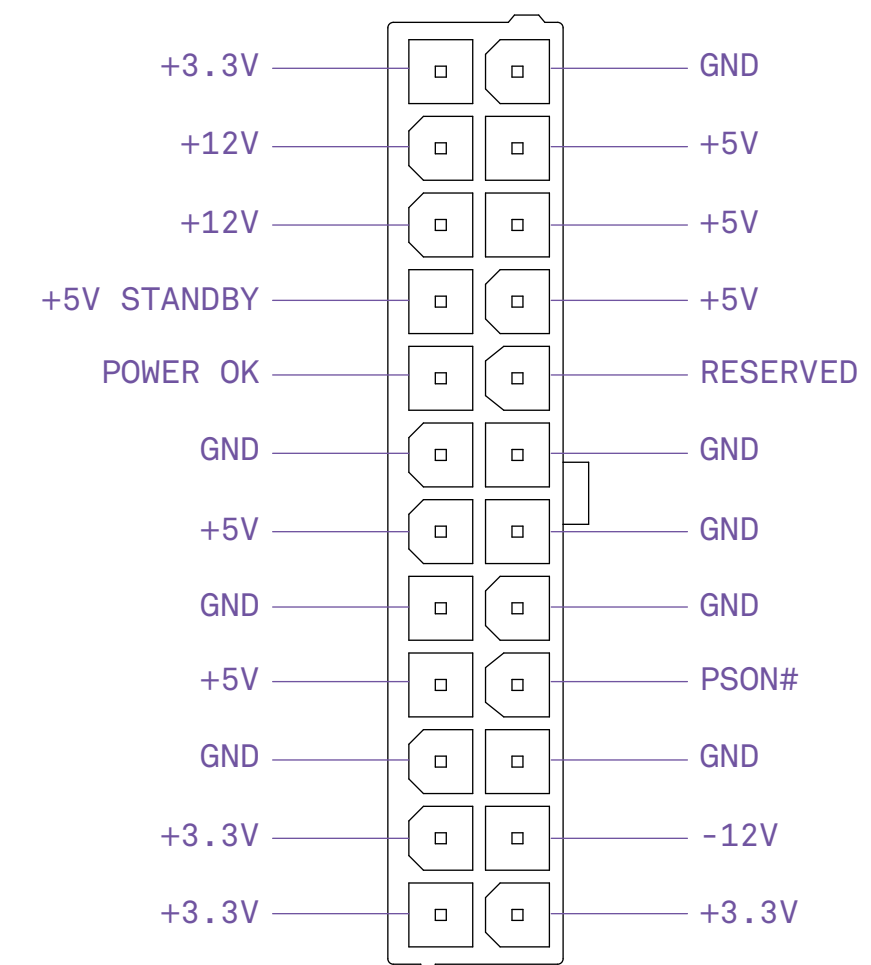 +3.3V GND
+12V +5V
+12V +5V
+5V STANDBY +5V
POWER OK RESERVED
GND GND
+5V GND
GND GND
+5V PSON#
GND GND
+3.3V -12V
+3.3V +3.3V